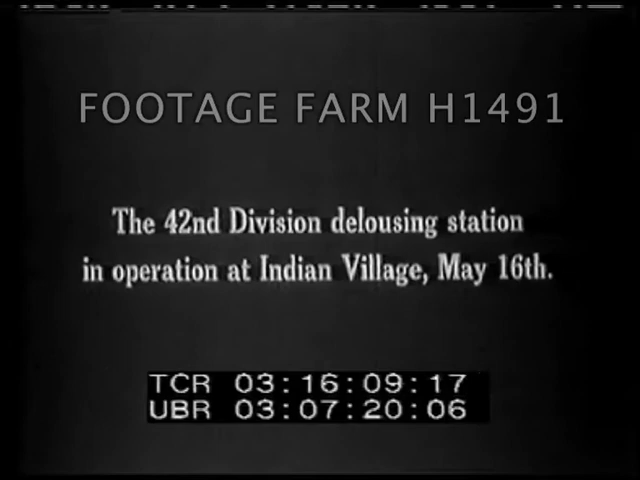 FOOTAGE FARM H1491
The 42nd Division delousing station
in operation at Indian Village, May 16th.
TCR 03:16:09:17
UBR 03:07:20:06